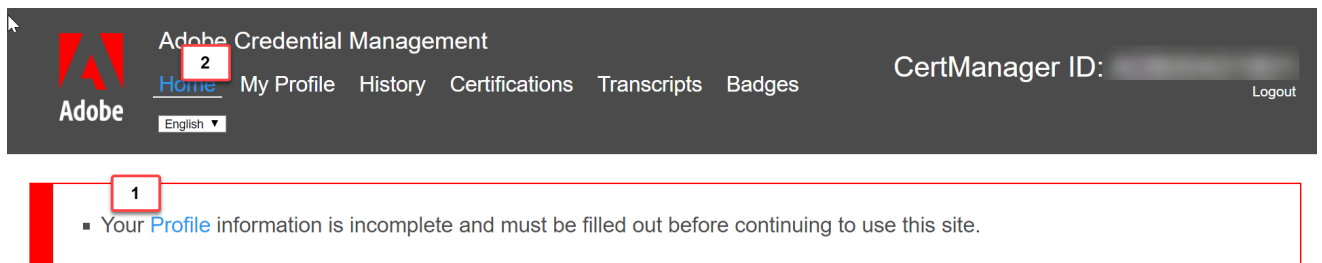 Adobe Credential Management
2
Home My Profile History Certifications Transcripts Badges
CertManager ID:
Logout
Adobe
English
1
Your Profile information is incomplete and must be filled out before continuing to use this site.